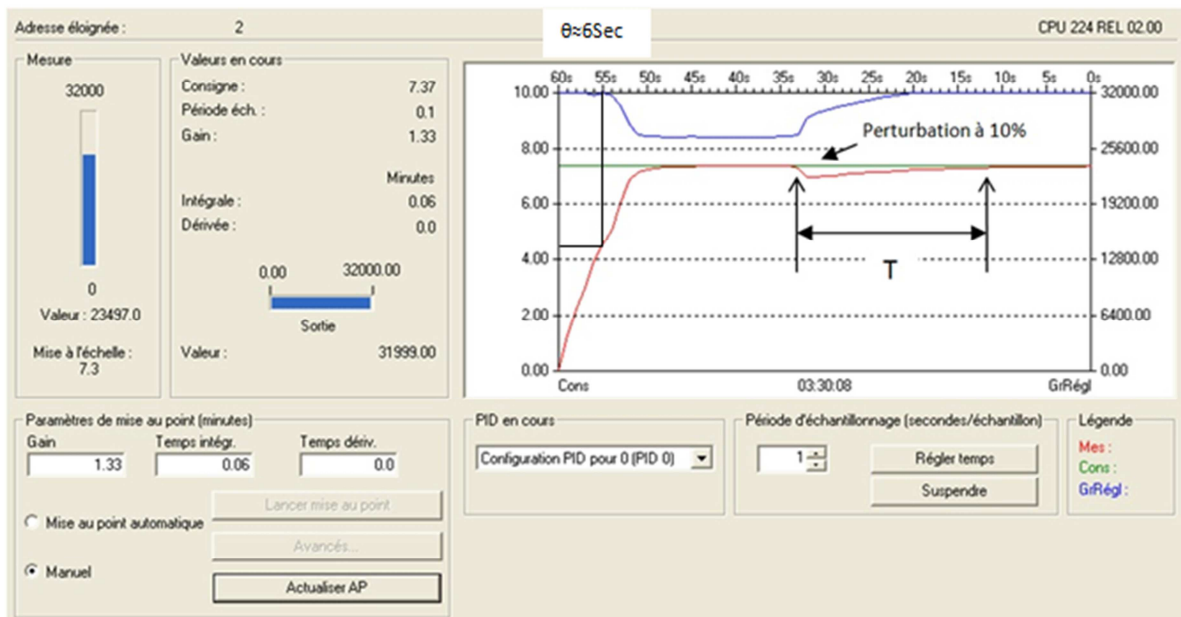 Adresse éloignée : 2 θ≈6Sec CPU 224 REL 02.00
Mesure
32000
0
Valeur : 23497.0
Mise à l'échelle :
7.3
Valeurs en cours
Consigne : 7.37
Période éch. : 0.1
Gain : 1.33
Minutes
Intégrale : 0.06
Dérivée : 0.0
0.00 32000.00
Sortie
Valeur : 31999.00
60s 55s 50s 45s 40s 35s 30s 25s 20s 15s 10s 5s 0s
10.00 32000.00
Perturbation à 10%
8.00 25600.00
6.00 19200.00
4.00 12800.00
T
2.00 6400.00
0.00 0.00
Cons 03:30:08 GrRégl
Paramètres de mise au point (minutes)
Gain Temps intégr. Temps dériv.
1.33 0.06 0.0
Lancer mise au point
Mise au point automatique
Avancés...
Manuel
Actualiser AP
PID en cours
Configuration PID pour 0 (PID 0)
Période d'échantillonnage (secondes/échantillon)
1 Régler temps
Suspendre
Légende
Mes :
Cons :
GrRégl :